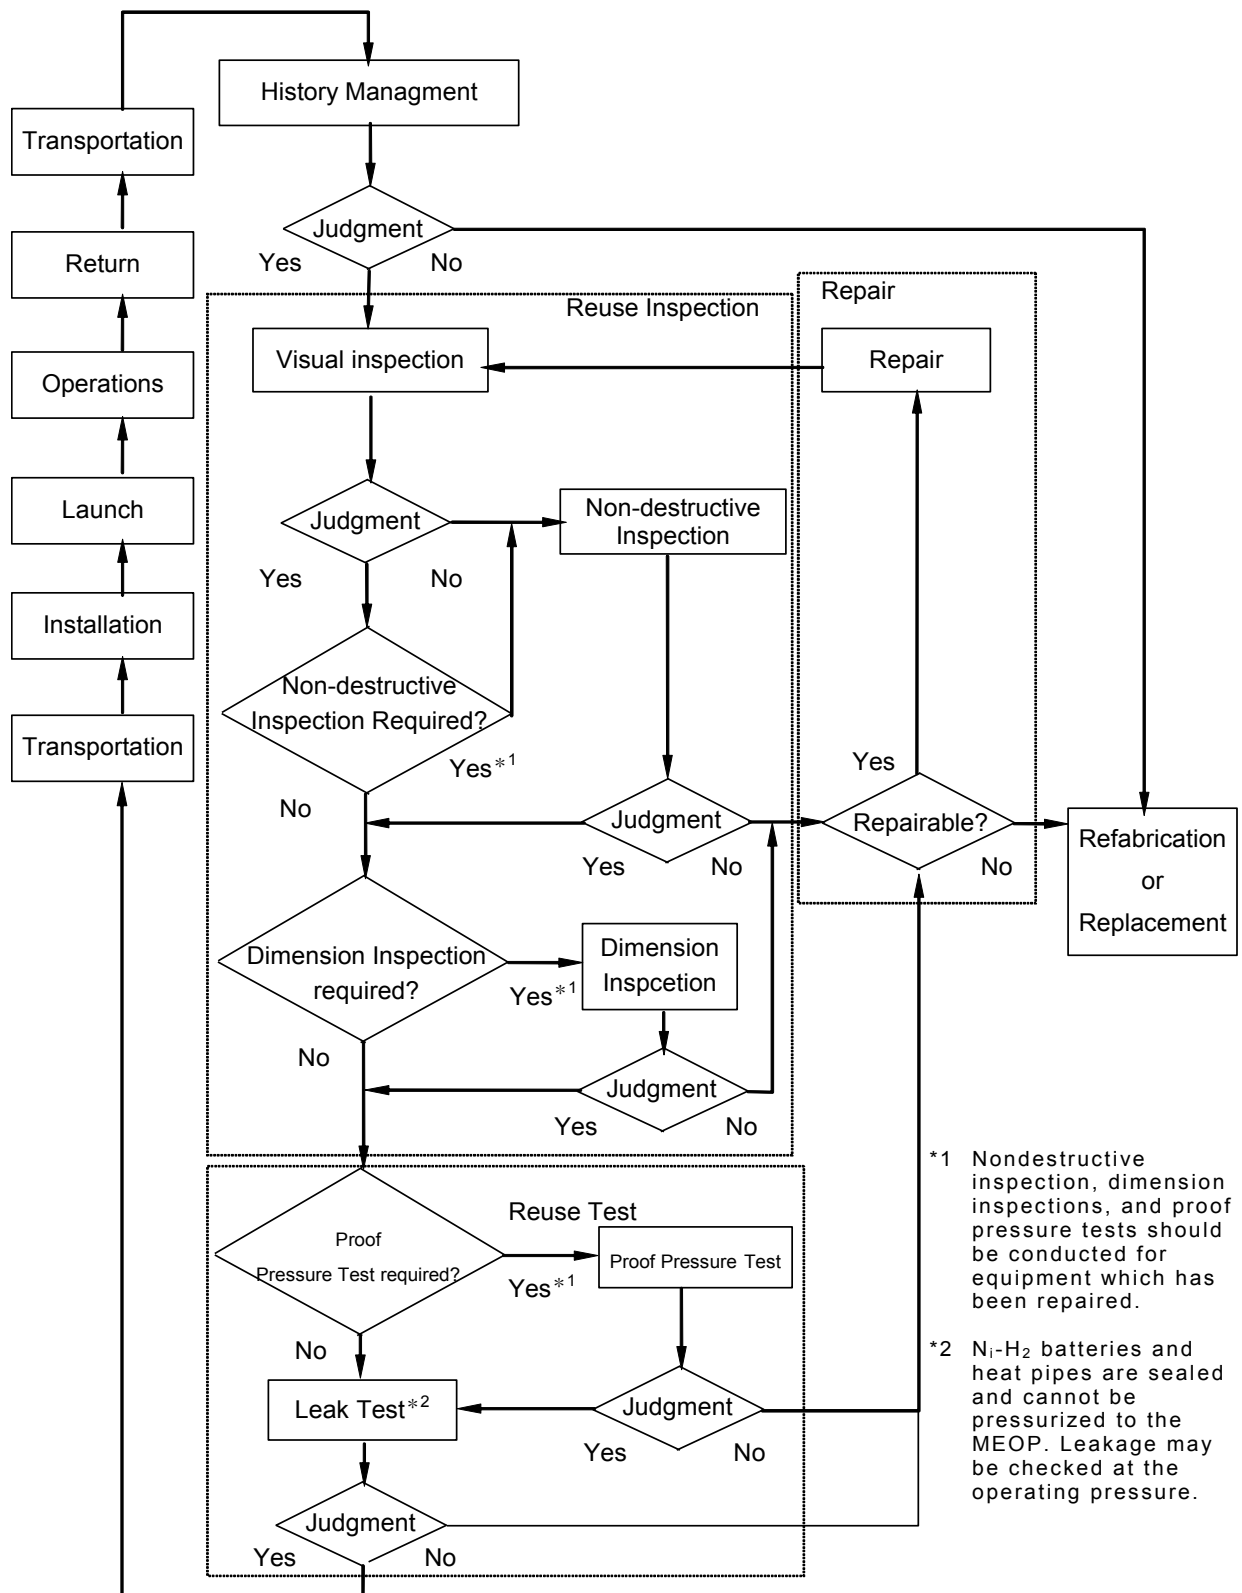 History Managment
Transportation
Judgment
Yes
No
Return
Reuse Inspection
Repair
Visual inspection
Repair
Operations
Launch
Judgment
Non-destructive
Inspection
Yes
No
Installation
Non-destructive
Inspection Required?
Transportation
Yes*1
No
Yes
Judgment
Yes
No
Repairable?
No
Refabrication
or
Replacement
Dimension Inspection
required?
Yes*1
Dimension
Inspcetion
No
Judgment
Yes
No
Reuse Test
Proof
Pressure Test required?
Yes*1
Proof Pressure Test
No
Leak Test*2
Judgment
Yes
No
Judgment
Yes
No
*1 Nondestructive
inspection, dimension
inspections, and proof
pressure tests should
be conducted for
equipment which has
been repaired.
*2 Ni-H2 batteries and
heat pipes are sealed
and cannot be
pressurized to the
MEOP. Leakage may
be checked at the
operating pressure.